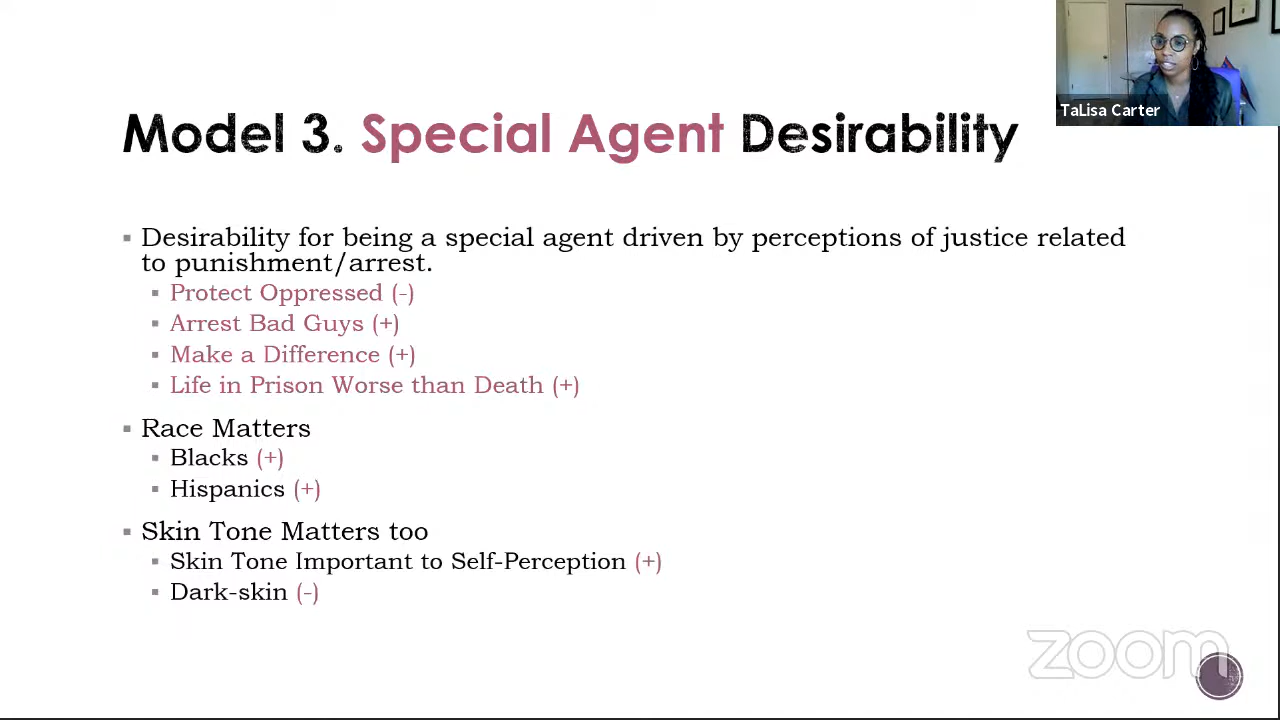 TaLisa Carter
Model 3. Special Agent Desirability
Desirability for being a special agent driven by perceptions of justice related
to punishment/arrest.
Protect Oppressed (-)
Arrest Bad Guys (+)
Make a Difference (+)
Life in Prison Worse than Death (+)
Race Matters
Blacks (+)
Hispanics (+)
Skin Tone Matters too
Skin Tone Important to Self-Perception (+)
Dark-skin (-)
zoom